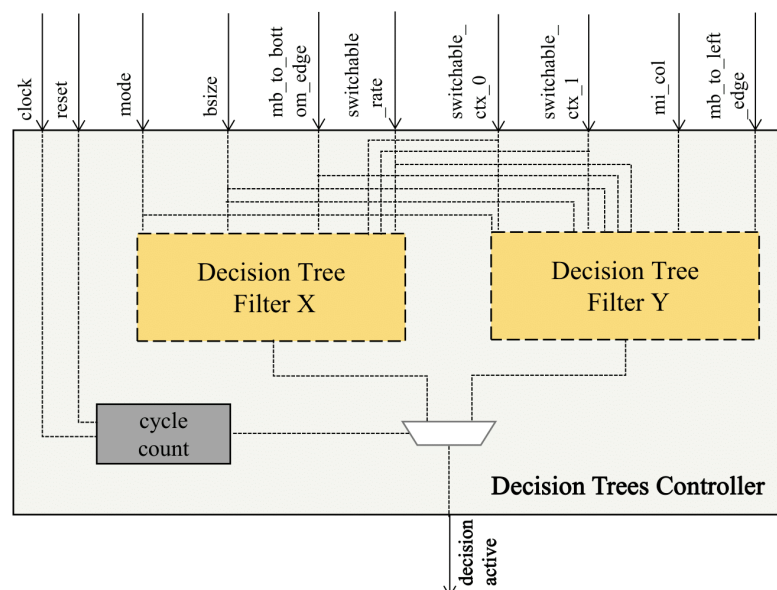 clock
reset
mode
bsize
mb_to_bott
om_edge
switchable
_rate
switchable_
ctx_0
switchable_
ctx_1
mi_col
mb_to_left
_edge
Decision Tree
Filter X
Decision Tree
Filter Y
cycle
count
Decision Trees Controller
decision
active